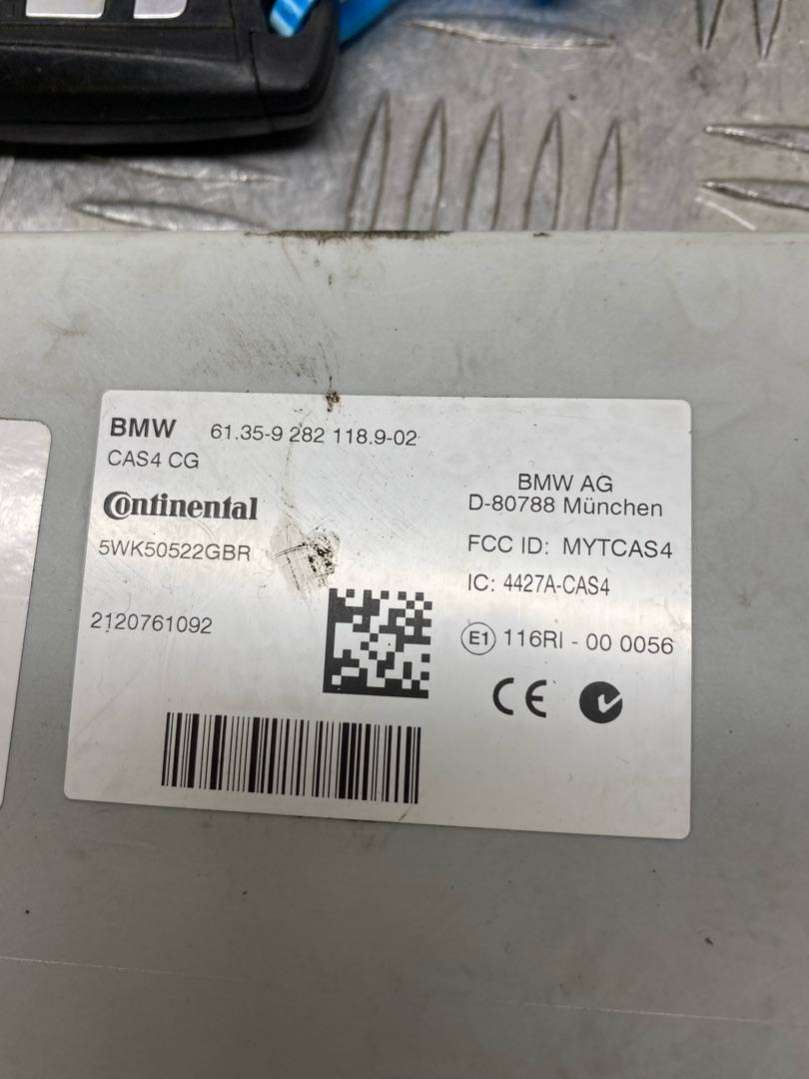 BMW 61.35-9 282 118.9-02
CAS4 CG
Continental
5WK50522GBR
2120761092
BMW AG
D-80788 München
FCC ID: MYTCAS4
IC: 4427A-CAS4
E1 116RI - 00 0056
CE